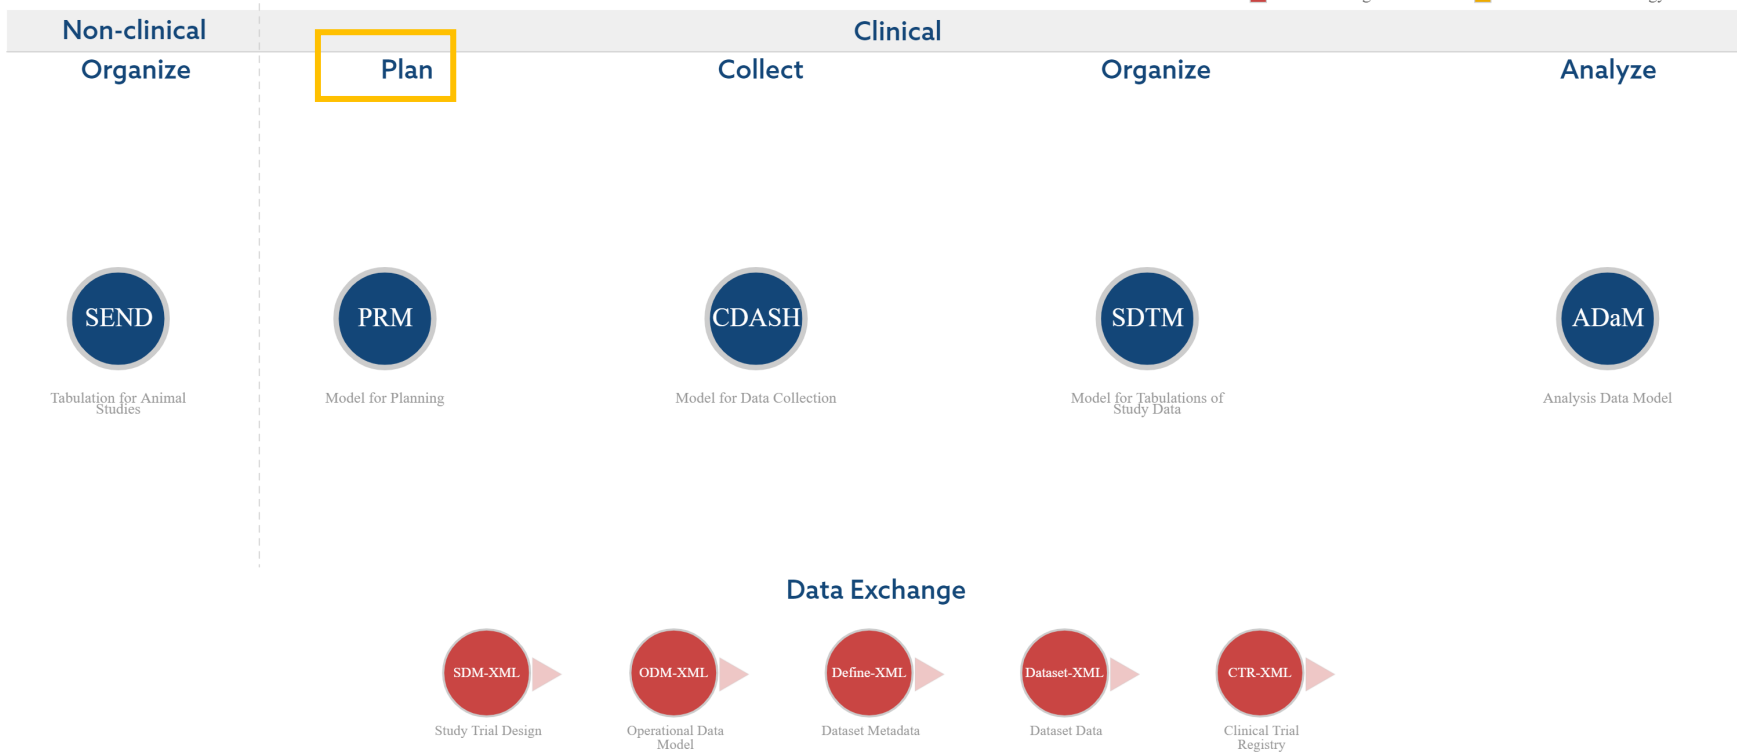 Non-clinical
Clinical
Organize
Plan
Collect
Organize
Analyze
SEND
PRM
CDASH
SDTM
ADaM
Tabulation for Animal
Studies
Model for Planning
Model for Data Collection
Model for Tabulations of
Study Data
Analysis Data Model
Data Exchange
SDM-XML
ODM-XML
Define-XML
Dataset-XML
CTR-XML
Study Trial Design
Operational Data
Model
Dataset Metadata
Dataset Data
Clinical Trial
Registry